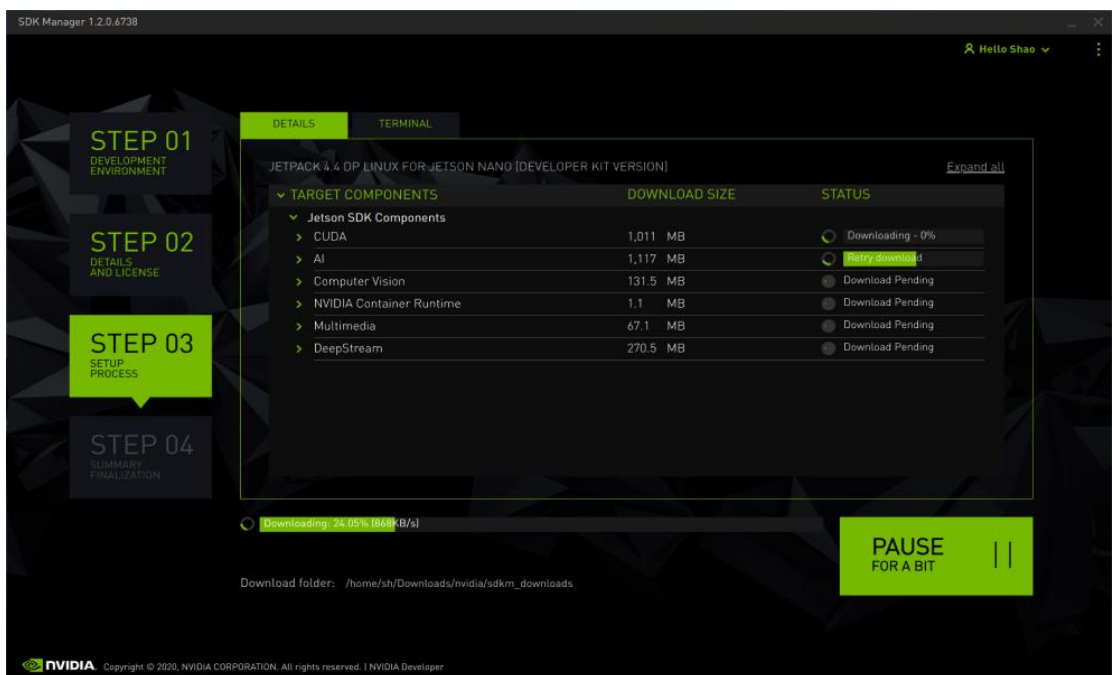 SDK Manager 1.2.0.6738
Hello Shao
STEP 01
DEVELOPMENT
ENVIRONMENT
STEP 02
DETAILS
AND LICENSE
STEP 03
SETUP
PROCESS
STEP 04
SUMMARY
FINALIZATION
DETAILS TERMINAL
JETPACK 4.4 DP LINUX FOR JETSON NANO [DEVELOPER KIT VERSION] Expand all
TARGET COMPONENTS DOWNLOAD SIZE STATUS
Jetson SDK Components
CUDA 1,011 MB Downloading - 0%
AI 1,117 MB Retry download
Computer Vision 131.5 MB Download Pending
NVIDIA Container Runtime 1.1 MB Download Pending
Multimedia 67.1 MB Download Pending
DeepStream 270.5 MB Download Pending
Downloading: 24.05% (868KB/s)
PAUSE
FOR A BIT
Download folder: /home/sh/Downloads/nvidia/sdkm_downloads
NVIDIA. Copyright © 2020, NVIDIA CORPORATION. All rights reserved. | NVIDIA Developer